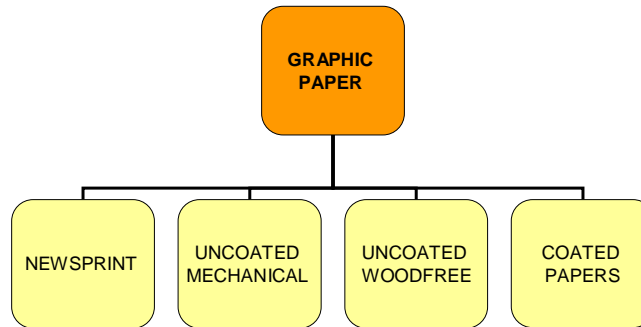 GRAPHIC
PAPER
NEWSPRINT
UNCOATED
MECHANICAL
UNCOATED
WOODFREE
COATED
PAPERS